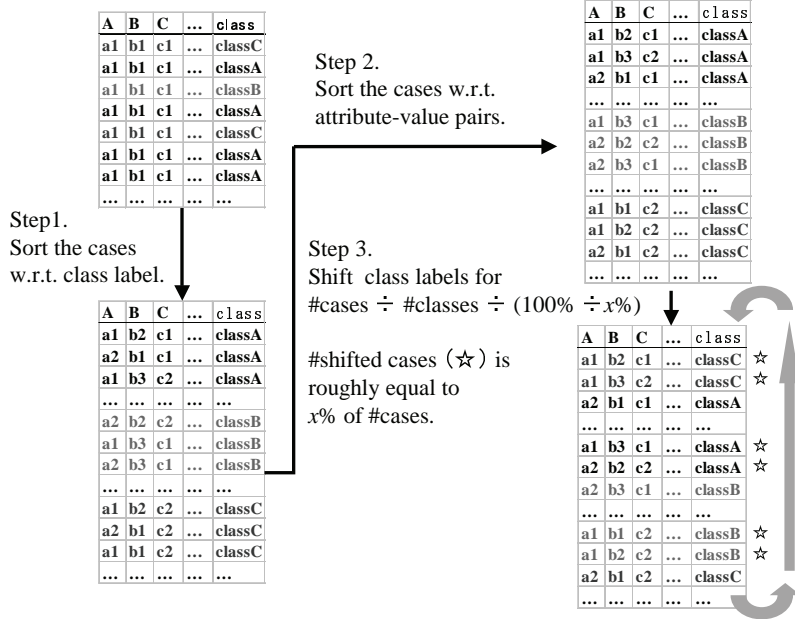 A B C … class
a1 b1 c1 … classC
a1 b1 c1 … classA
a1 b1 c1 … classB
a1 b1 c1 … classA
a1 b1 c1 … classC
a1 b1 c1 … classA
a1 b1 c1 … classA
… … … … …
Step1.
Sort the cases
w.r.t. class label.
A B C … class
a1 b2 c1 … classA
a2 b1 c1 … classA
a1 b3 c2 … classA
… … … … …
a2 b2 c2 … classB
a1 b3 c1 … classB
a2 b3 c1 … classB
… … … … …
a1 b2 c2 … classC
a2 b1 c2 … classC
a1 b1 c2 … classC
… … … … …
Step 2.
Sort the cases w.r.t.
attribute-value pairs.
A B C … class
a1 b2 c1 … classA
a1 b3 c2 … classA
a2 b1 c1 … classA
… … … … …
a1 b3 c1 … classB
a2 b2 c2 … classB
a2 b3 c1 … classB
… … … … …
a1 b1 c2 … classC
a1 b2 c2 … classC
a2 b1 c2 … classC
… … … … …
Step 3.
Shift class labels for
#cases ÷ #classes ÷ (100% ÷x%)
#shifted cases (☆) is
roughly equal to
x% of #cases.
A B C … class
a1 b2 c1 … classC ☆
a1 b3 c2 … classC ☆
a2 b1 c1 … classA
… … … … …
a1 b3 c1 … classA ☆
a2 b2 c2 … classA ☆
a2 b3 c1 … classB
… … … … …
a1 b1 c2 … classB ☆
a1 b2 c2 … classB ☆
a2 b1 c2 … classC
… … … … …